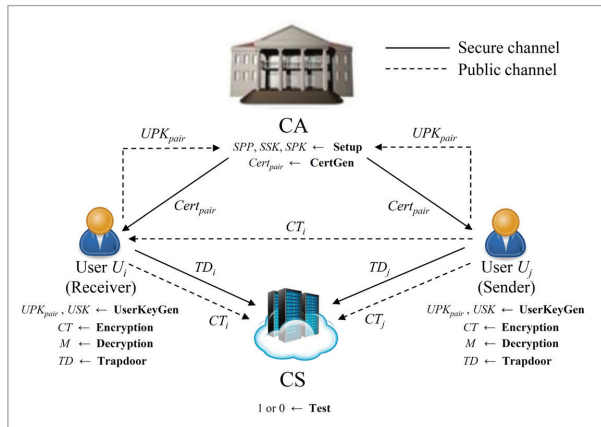 Secure channel
Public channel
CA
UPK_pair
UPK_pair
SPP, SSK, SPK ← Setup
Cert_pair ← CertGen
Cert_pair
Cert_pair
CT_i
User U_i
(Receiver)
User U_j
(Sender)
TD_i
TD_j
CT_i
CT_j
UPK_pair, USK ← UserKeyGen
CT ← Encryption
M ← Decryption
TD ← Trapdoor
UPK_pair, USK ← UserKeyGen
CT ← Encryption
M ← Decryption
TD ← Trapdoor
CS
1 or 0 ← Test